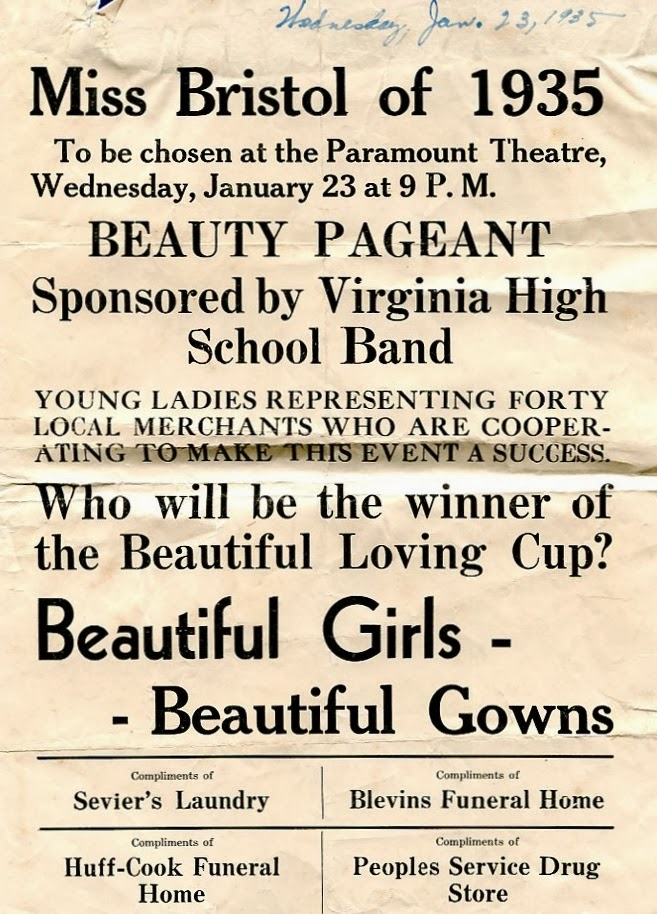 Wednesday, Jan. 23, 1935
Miss Bristol of 1935
To be chosen at the Paramount Theatre,
Wednesday, January 23 at 9 P. M.
BEAUTY PAGEANT
Sponsored by Virginia High
School Band
YOUNG LADIES REPRESENTING FORTY
LOCAL MERCHANTS WHO ARE COOPER-
ATING TO MAKE THIS EVENT A SUCCESS.
Who will be the winner of
the Beautiful Loving Cup?
Beautiful Girls -
- Beautiful Gowns
Compliments of
Sevier's Laundry
Compliments of
Blevins Funeral Home
Compliments of
Huff-Cook Funeral
Home
Compliments of
Peoples Service Drug
Store